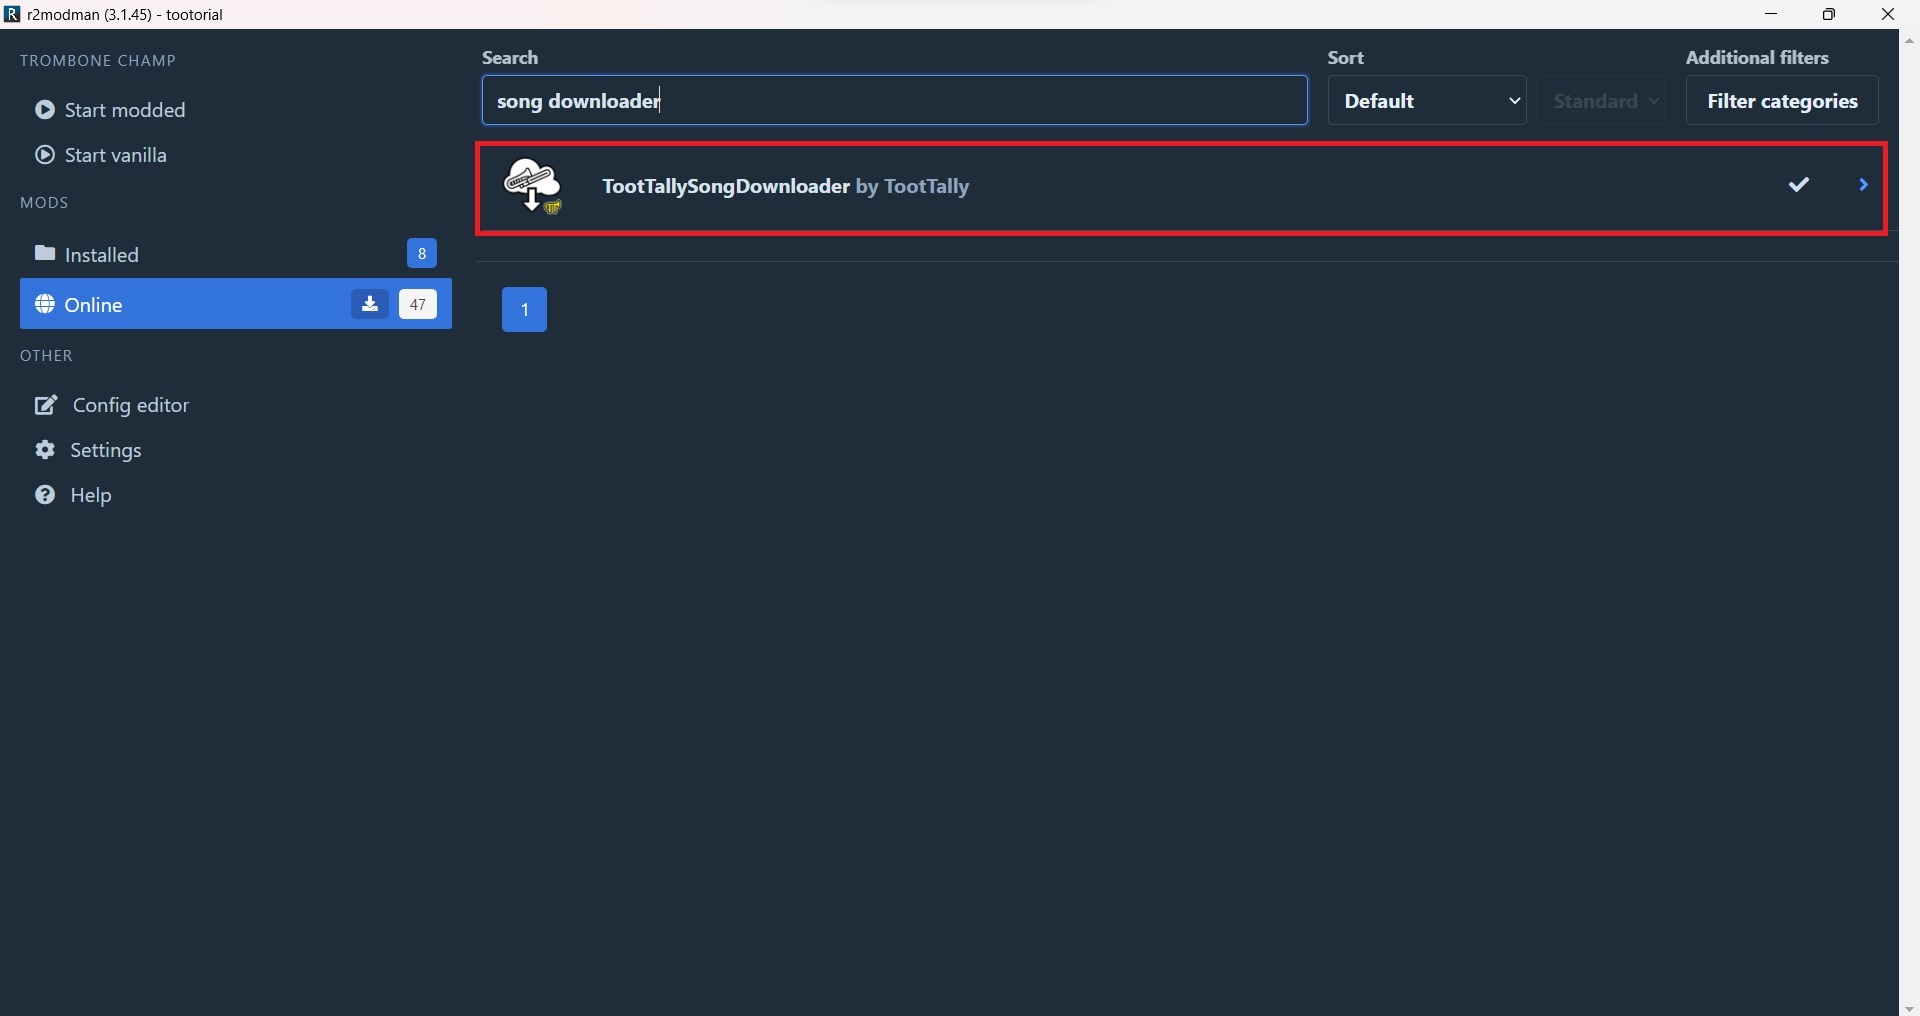 r2modman (3.1.45) - tootorial
TROMBONE CHAMP
Start modded
Start vanilla
MODS
Installed 8
Online 47
OTHER
Config editor
Settings
Help
Search
song downloader
Sort
Default
Standard
Additional filters
Filter categories
TootTallySongDownloader by TootTally
1